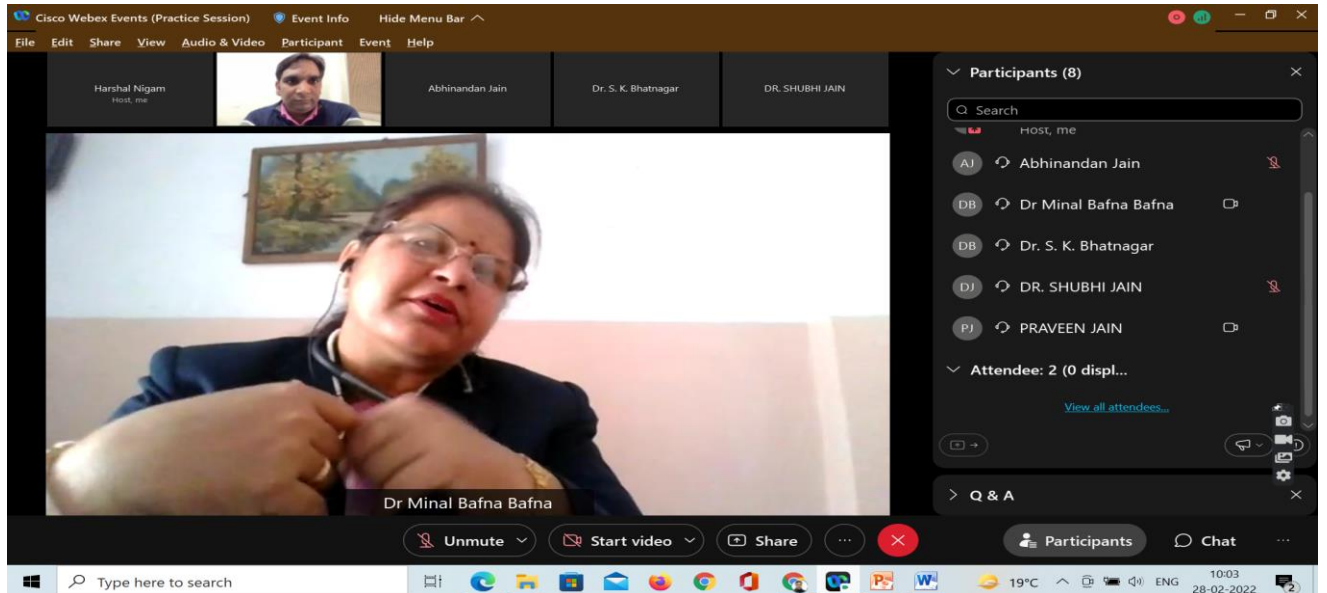 Cisco Webex Events (Practice Session) Event Info Hide Menu Bar
File Edit Share View Audio & Video Participant Event Help
Harshal Nigam
Host, me
Abhinandan Jain
Dr. S. K. Bhatnagar
DR. SHUBHI JAIN
Dr Minal Bafna Bafna
Participants (8)
Search
Host, me
AJ Abhinandan Jain
DB Dr Minal Bafna Bafna
DB Dr. S. K. Bhatnagar
DJ DR. SHUBHI JAIN
PJ PRAVEEN JAIN
Attendee: 2 (0 displ...
View all attendees...
Q & A
Unmute Start video Share ... Participants Chat ...
Type here to search
19°C ENG 10:03
28-02-2022
2